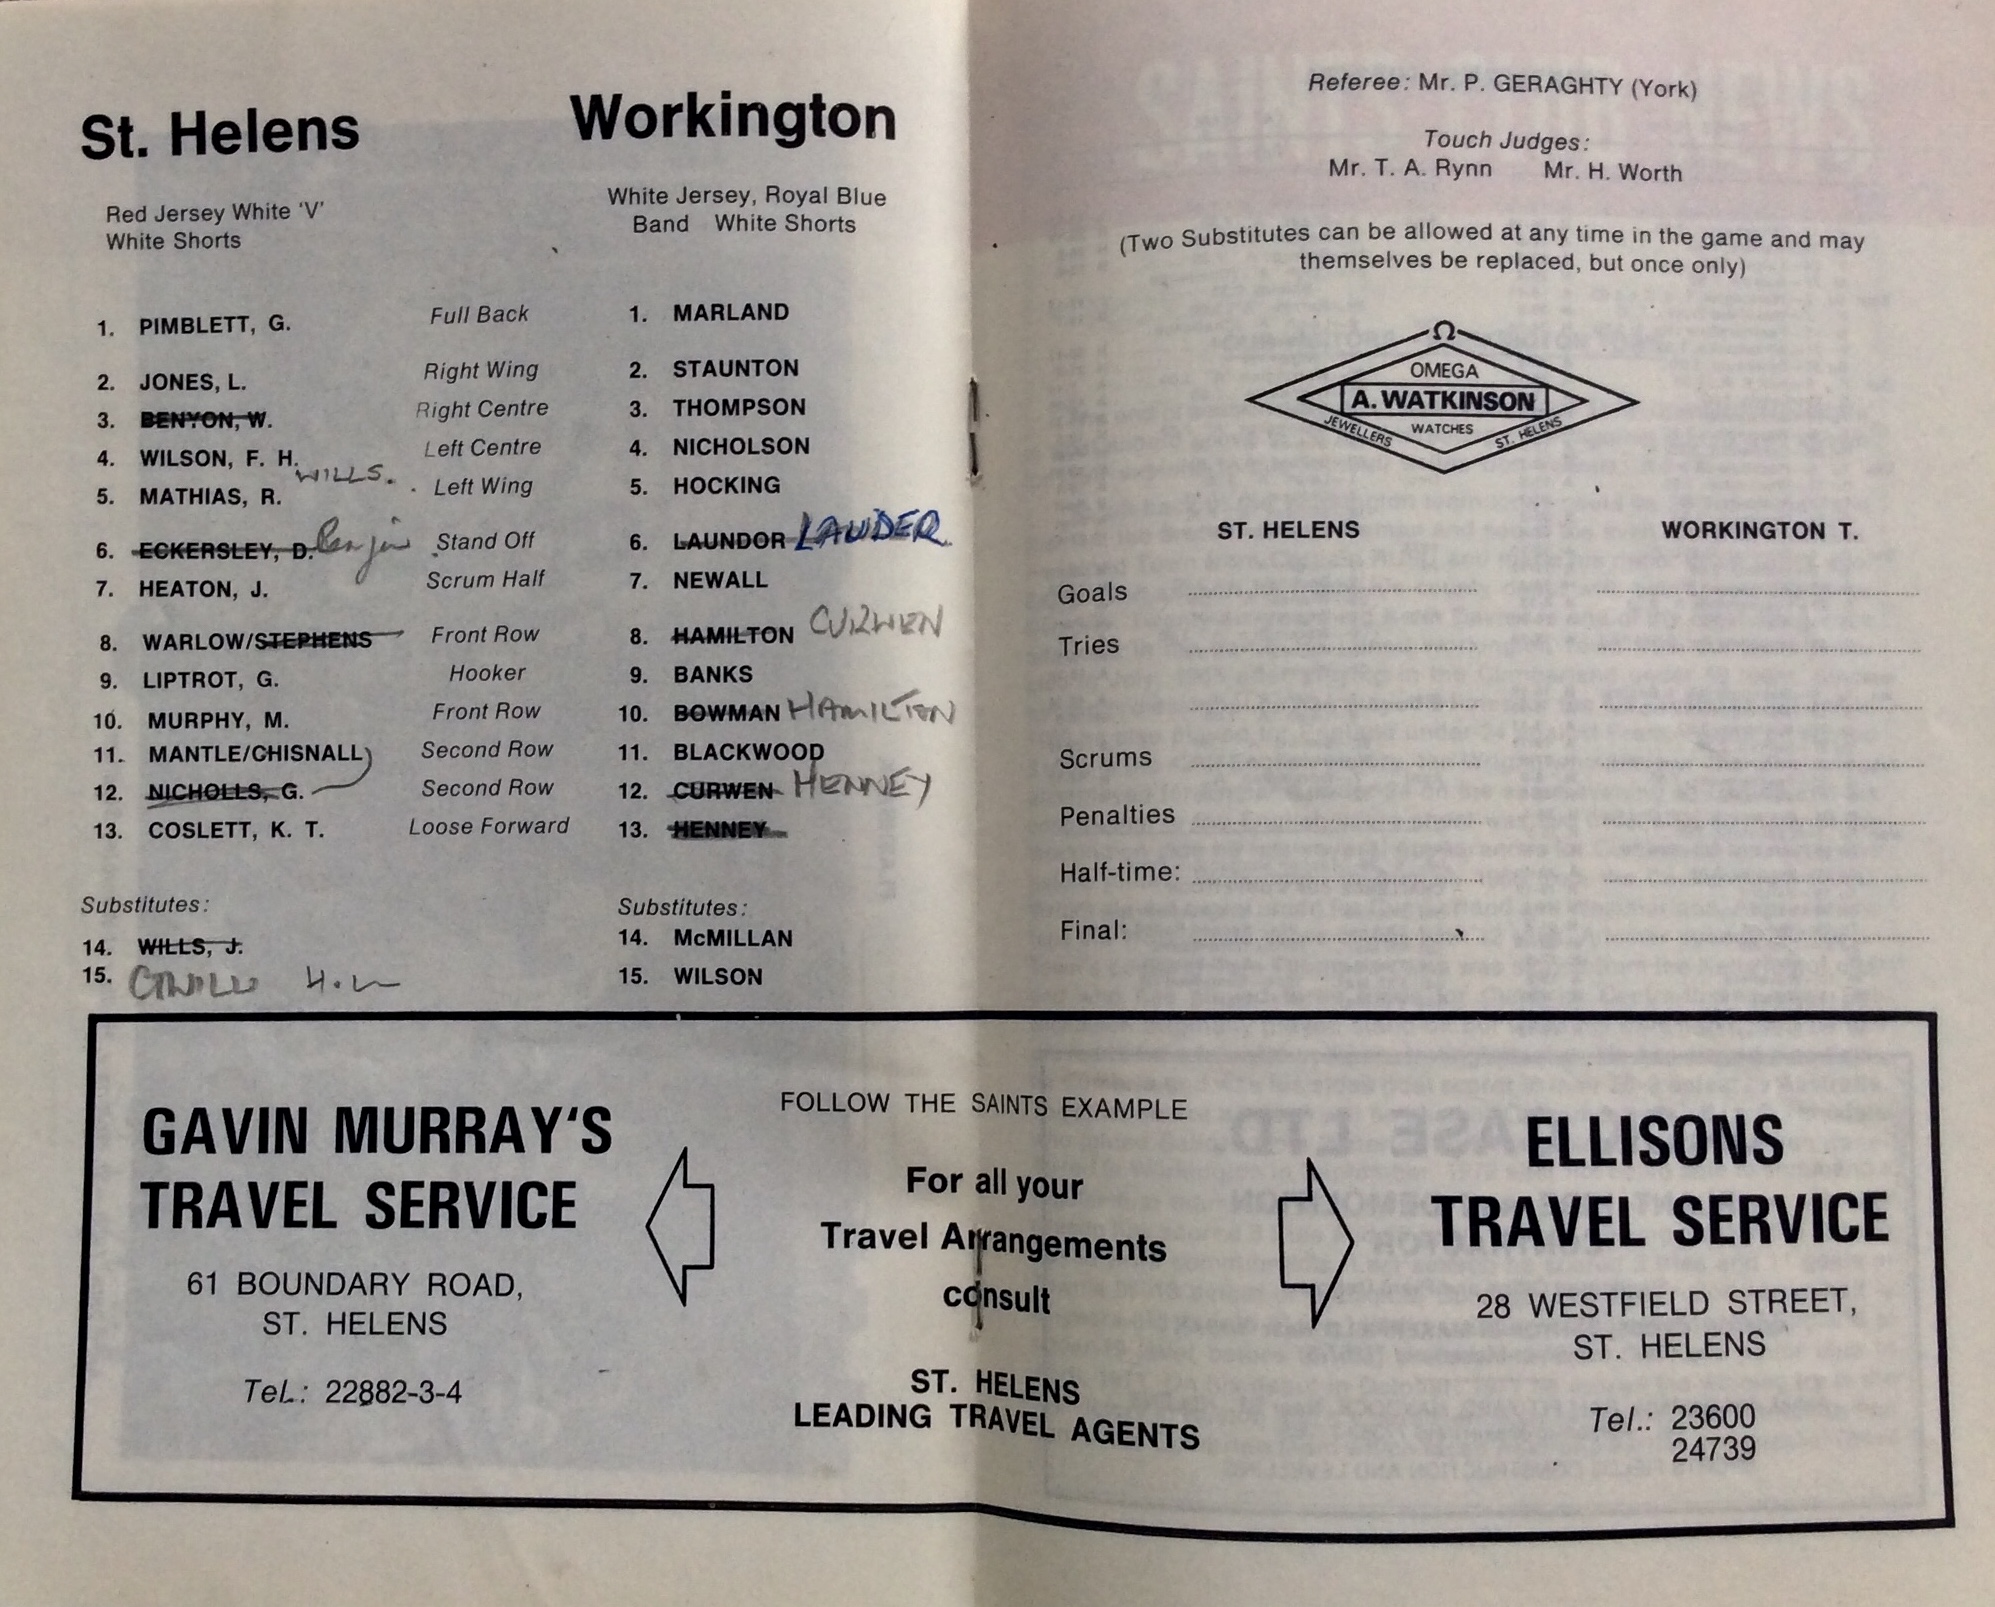 St. Helens
Red Jersey White 'V'
White Shorts
Workington
White Jersey, Royal Blue
Band White Shorts
1. PIMBLETT, G. Full Back 1. MARLAND
2. JONES, L. Right Wing 2. STAUNTON
3. BENYON, W. Right Centre 3. THOMPSON
4. WILSON, F. H. Left Centre 4. NICHOLSON
WILLS.
5. MATHIAS, R. Left Wing 5. HOCKING
6. ECKERSLEY, D. Stand Off 6. LAUNDOR LAUDER
7. HEATON, J. Scrum Half 7. NEWALL
8. WARLOW/STEPHENS Front Row 8. HAMILTON CURWEN
9. LIPTROT, G. Hooker 9. BANKS
10. MURPHY, M. Front Row 10. BOWMAN HAMILTON
11. MANTLE/CHISNALL Second Row 11. BLACKWOOD
12. NICHOLLS, G. Second Row 12. CURWEN HENNEY
13. COSLETT, K. T. Loose Forward 13. HENNEY
Substitutes: Substitutes:
14. WILLS, J. 14. McMILLAN
15. 15. WILSON
Referee: Mr. P. GERAGHTY (York)
Touch Judges:
Mr. T. A. Rynn Mr. H. Worth
(Two Substitutes can be allowed at any time in the game and may
themselves be replaced, but once only)
Ω
OMEGA
A. WATKINSON
JEWELLERS WATCHES ST. HELENS
ST. HELENS WORKINGTON T.
Goals
Tries
Scrums
Penalties
Half-time:
Final:
GAVIN MURRAY'S
TRAVEL SERVICE
61 BOUNDARY ROAD,
ST. HELENS
Tel.: 22882-3-4
FOLLOW THE SAINTS EXAMPLE
For all your
Travel Arrangements
consult
ST. HELENS
LEADING TRAVEL AGENTS
ELLISONS
TRAVEL SERVICE
28 WESTFIELD STREET,
ST. HELENS
Tel.: 23600
24739